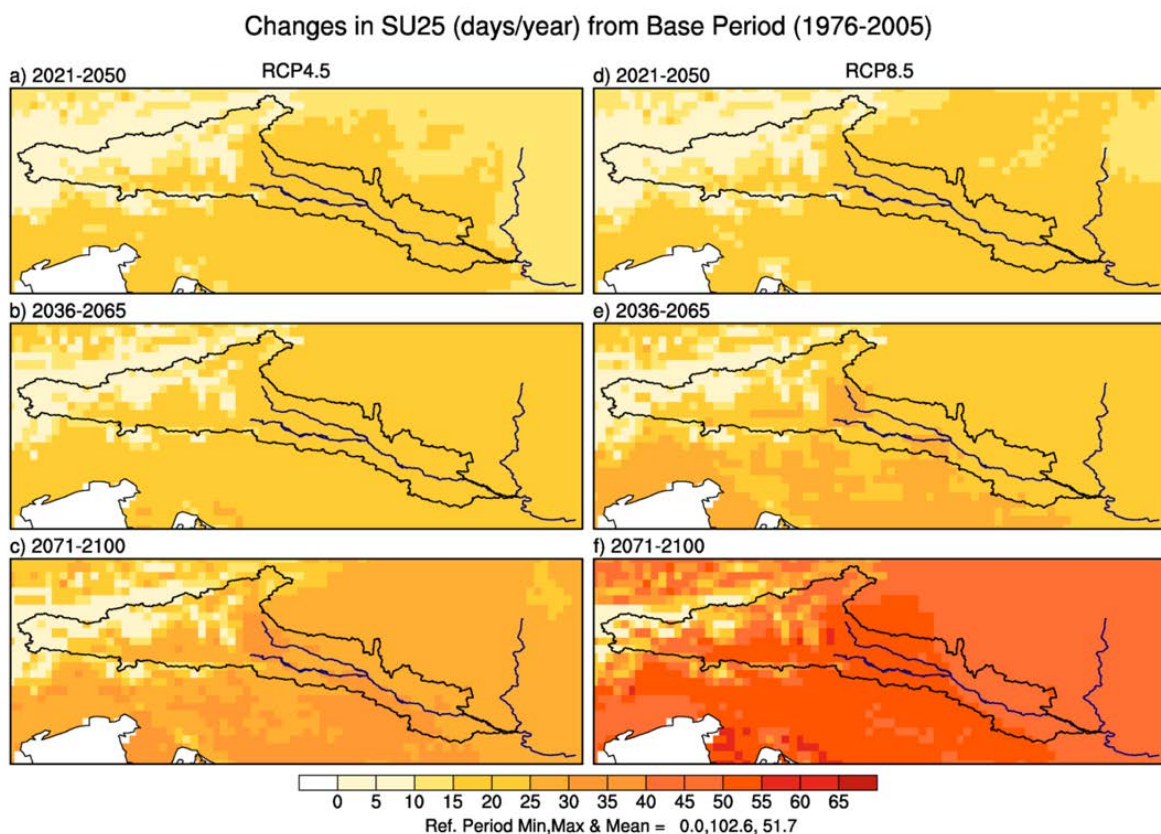 Changes in SU25 (days/year) from Base Period (1976-2005)
a) 2021-2050 RCP4.5
d) 2021-2050 RCP8.5
b) 2036-2065
e) 2036-2065
c) 2071-2100
f) 2071-2100
0 5 10 15 20 25 30 35 40 45 50 55 60 65
Ref. Period Min,Max & Mean = 0.0,102.6, 51.7